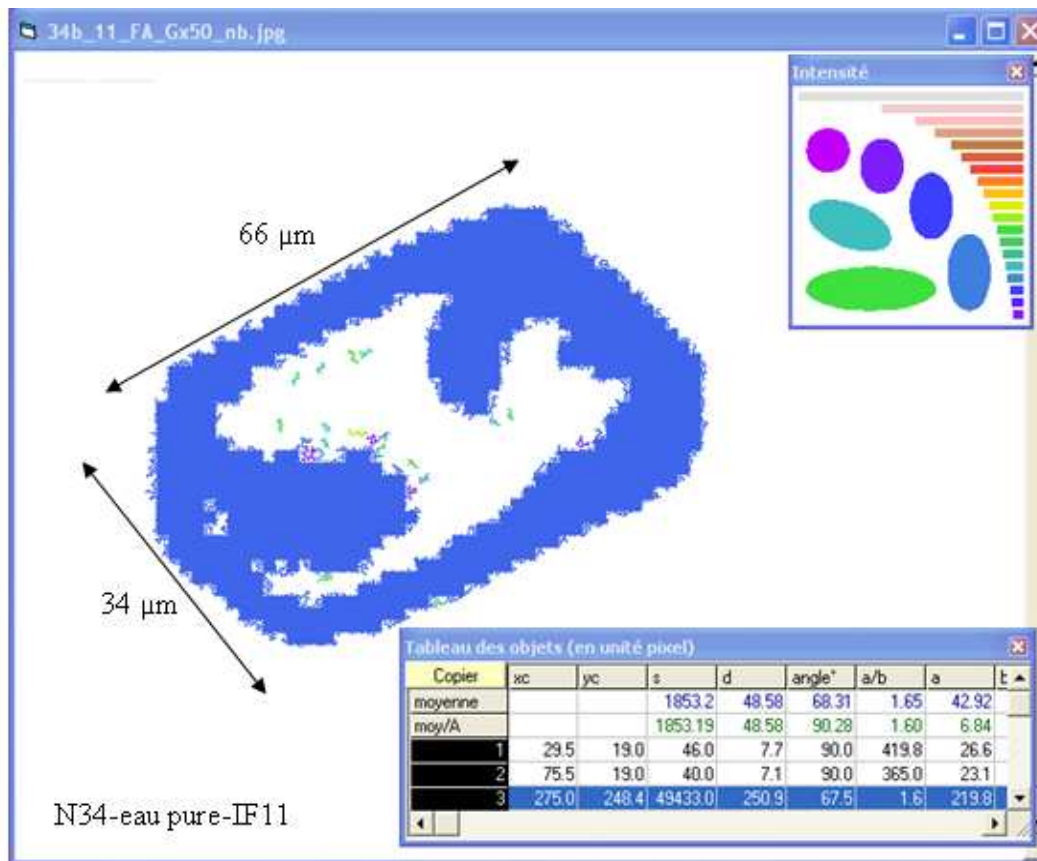 34b_11_FA_Gx50_nb.jpg
Intensité
66 µm
34 µm
Tableau des objets (en unité pixel)
Copier xc yc s d angle° a/b a b
moyenne 1853.2 48.58 68.31 1.65 42.92
moy/A 1853.19 48.58 90.28 1.60 6.84
1 29.5 19.0 46.0 7.7 90.0 419.8 26.6
2 75.5 19.0 40.0 7.1 90.0 365.0 23.1
3 275.0 248.4 49433.0 250.9 67.5 1.6 219.8
N34-eau pure-IF11